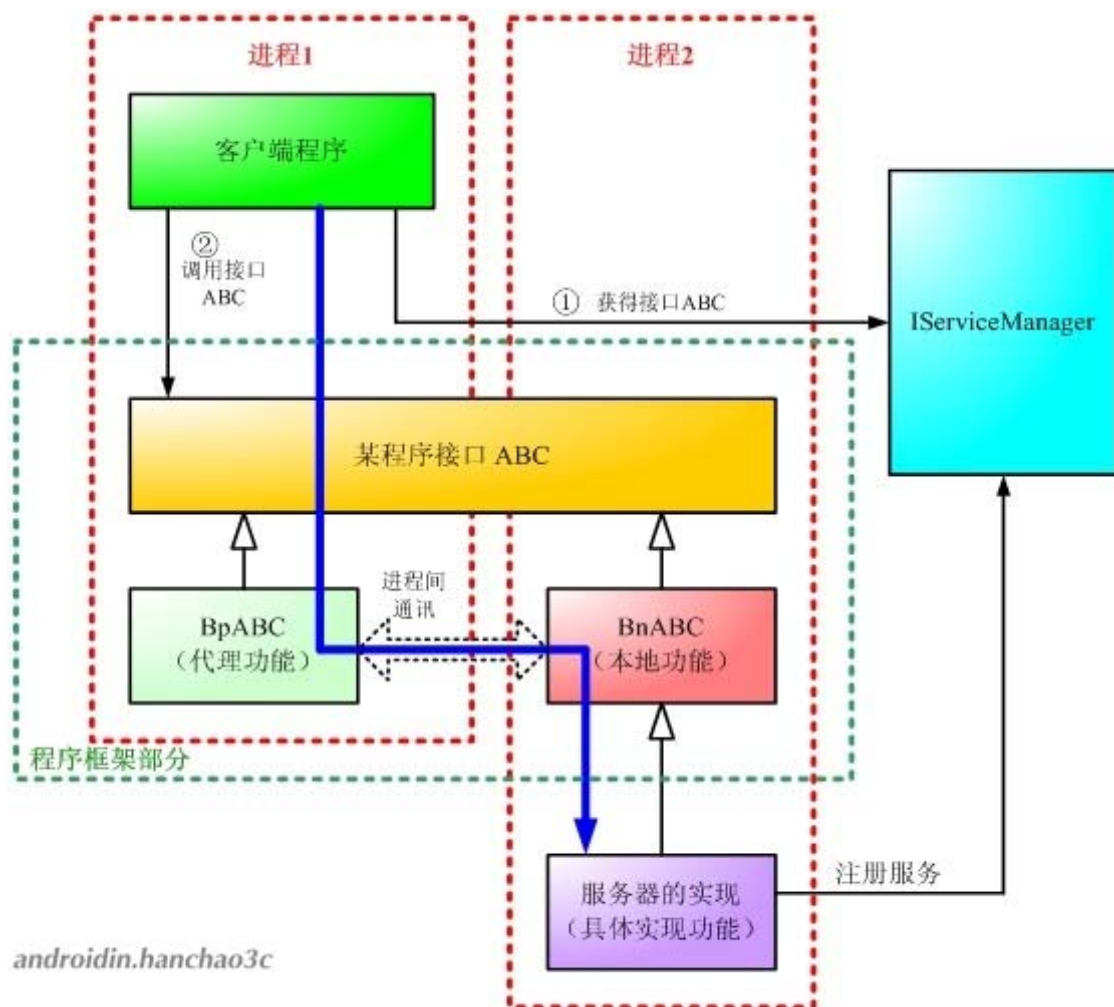 进程1
进程2
客户端程序
②
调用接口
ABC
① 获得接口ABC
IServiceManager
某程序接口 ABC
进程间
通讯
BpABC
（代理功能）
BnABC
（本地功能）
程序框架部分
服务器的实现
（具体实现功能）
注册服务
androidin.hanchao3c